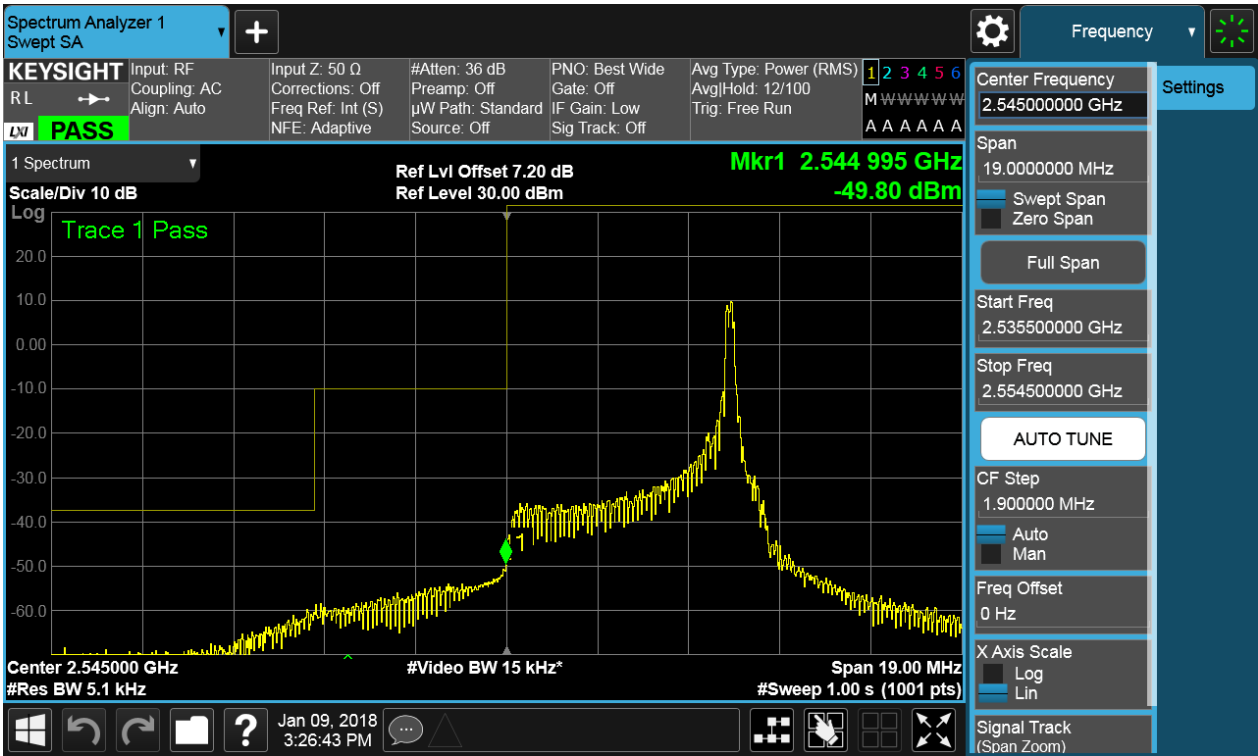 Spectrum Analyzer 1
Swept SA
+
Frequency
KEYSIGHT
R L
LXI
PASS
Input: RF
Coupling: AC
Align: Auto
Input Z: 50 Ω
Corrections: Off
Freq Ref: Int (S)
NFE: Adaptive
#Atten: 36 dB
Preamp: Off
µW Path: Standard
Source: Off
PNO: Best Wide
Gate: Off
IF Gain: Low
Sig Track: Off
Avg Type: Power (RMS)
Avg|Hold: 12/100
Trig: Free Run
1 2 3 4 5 6
M W W W W W
A A A A A A
1 Spectrum
Scale/Div 10 dB
Ref Lvl Offset 7.20 dB
Ref Level 30.00 dBm
Mkr1 2.544 995 GHz
-49.80 dBm
Log
Trace 1 Pass
20.0
10.0
0.00
-10.0
-20.0
-30.0
-40.0
-50.0
-60.0
1
Center 2.545000 GHz
#Res BW 5.1 kHz
#Video BW 15 kHz*
Span 19.00 MHz
#Sweep 1.00 s (1001 pts)
Center Frequency
2.545000000 GHz
Span
19.0000000 MHz
Swept Span
Zero Span
Full Span
Start Freq
2.535500000 GHz
Stop Freq
2.554500000 GHz
AUTO TUNE
CF Step
1.900000 MHz
Auto
Man
Freq Offset
0 Hz
X Axis Scale
Log
Lin
Signal Track
(Span Zoom)
Settings
?
Jan 09, 2018
3:26:43 PM